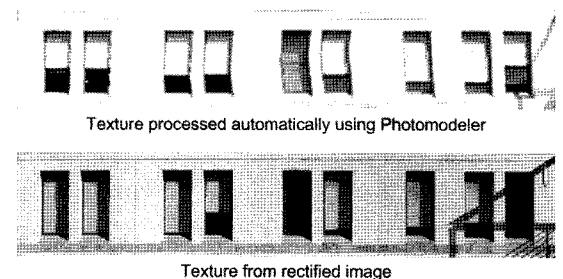 Texture processed automatically using Photomodeler
Texture from rectified image